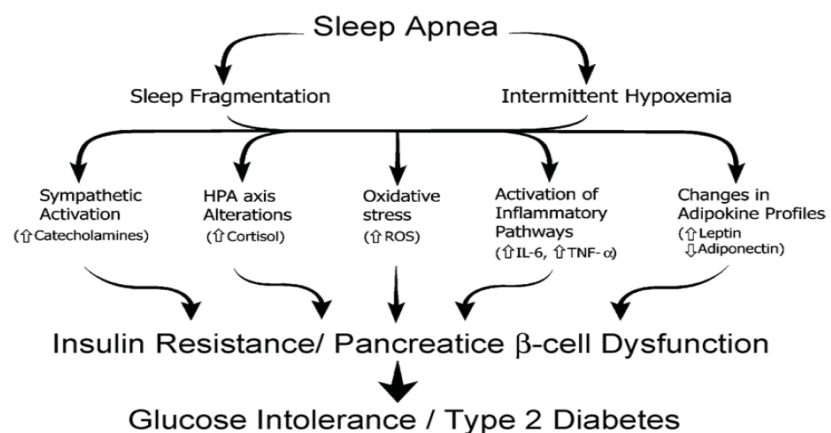 Sleep Apnea
Sleep Fragmentation
Intermittent Hypoxemia
Sympathetic
Activation
(⇧Catecholamines)
HPA axis
Alterations
(⇧Cortisol)
Oxidative
stress
(⇧ROS)
Activation of
Inflammatory
Pathways
(⇧IL-6, ⇧TNF-α)
Changes in
Adipokine Profiles
(⇧Leptin
⇩Adiponectin)
Insulin Resistance/ Pancreatice β-cell Dysfunction
Glucose Intolerance / Type 2 Diabetes